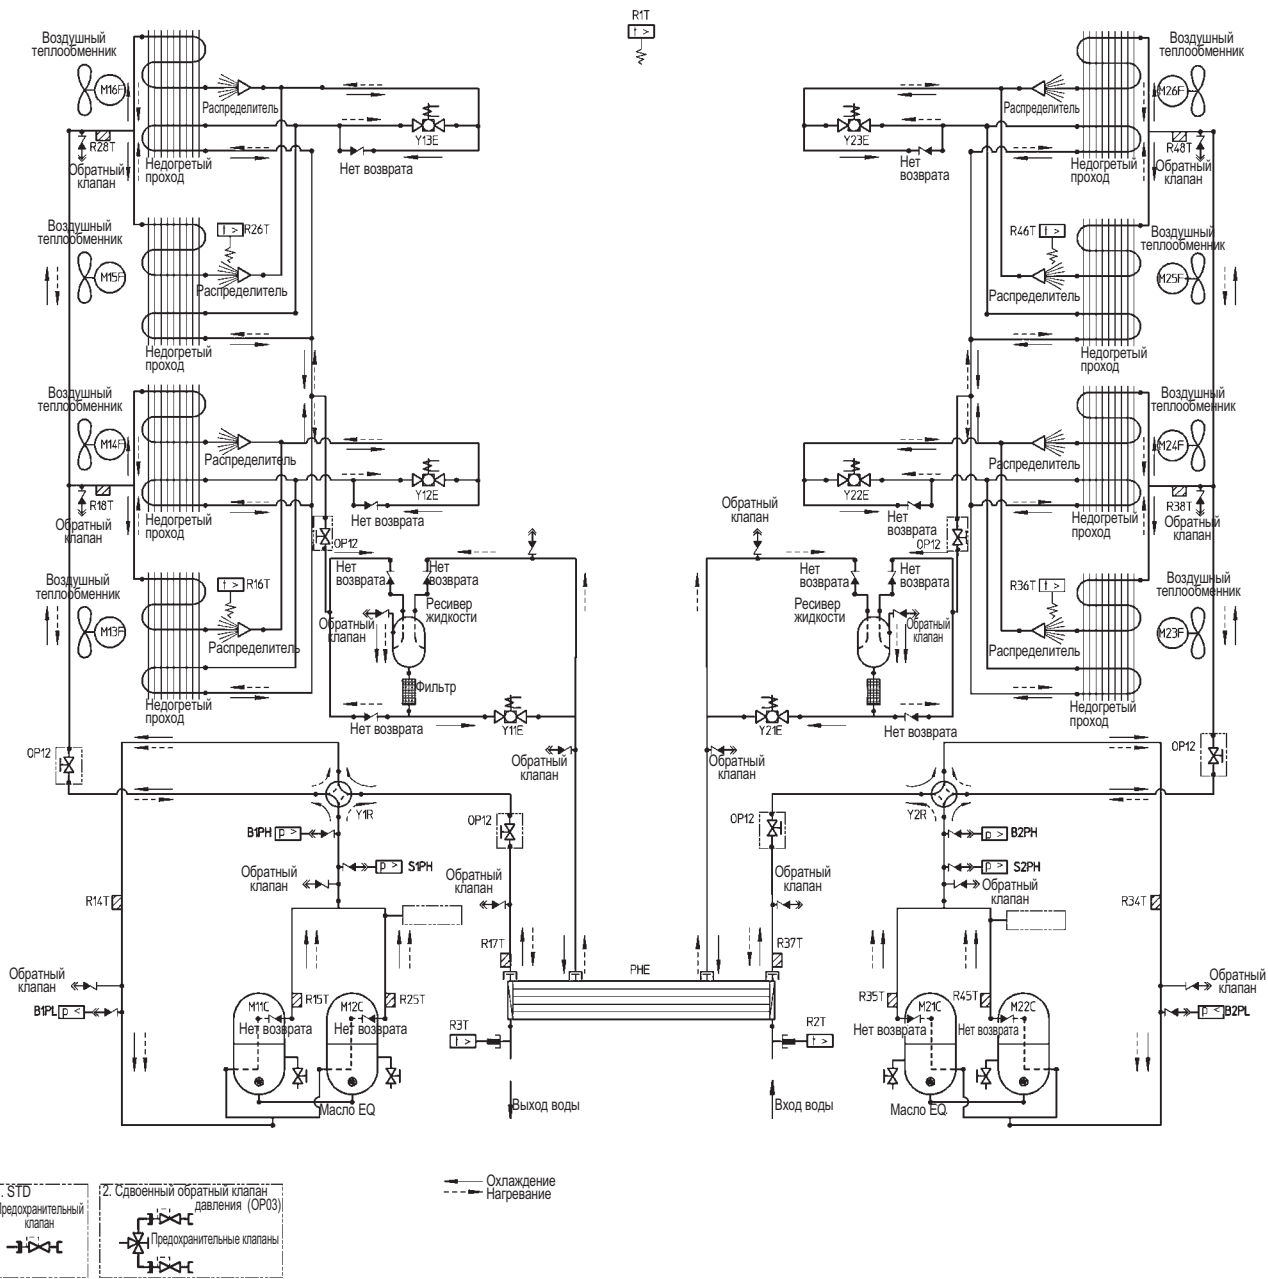 R1T
t >
Воздушный
теплообменник
M16F
Распределитель
Y13E
R28T
Обратный
клапан
Недогретый
проход
Нет возврата
Воздушный
теплообменник
M26F
Распределитель
Y23E
R48T
Обратный
клапан
Недогретый
проход
Нет
возврата
Воздушный
теплообменник
M15F
t >
R26T
Распределитель
Недогретый
проход
Воздушный
теплообменник
M25F
R46T
t >
Распределитель
Недогретый
проход
Воздушный
теплообменник
M14F
Распределитель
Y12E
R18T
Обратный
клапан
Недогретый
проход
Нет возврата
OP12
Воздушный
теплообменник
M24F
Распределитель
Y22E
R38T
Обратный
клапан
Недогретый
проход
Нет
возврата
OP12
Обратный
клапан
Воздушный
теплообменник
M13F
t >
R16T
Распределитель
Недогретый
проход
Нет
возврата
Нет
возврата
Обратный
клапан
Ресивер
жидкости
Фильтр
Нет возврата
Y11E
Обратный
клапан
Нет
возврата
Нет
возврата
Ресивер
жидкости
Обратный
клапан
Y21E
Нет возврата
Обратный
клапан
Воздушный
теплообменник
M23F
R36T
t >
Распределитель
Недогретый
проход
OP12
Y1R
OP12
B1PH
p >
p >
S1PH
Обратный
клапан
Обратный
клапан
R14T
R17T
OP12
Y2R
OP12
p >
B2PH
p >
S2PH
Обратный
клапан
Обратный
клапан
R34T
R37T
PHE
Обратный
клапан
B1PL
p <
M11C
R15T
M12C
R25T
Нет возврата
Нет возврата
Масло EQ
R3T
t >
R2T
t >
Выход воды
Вход воды
R35T
M21C
R45T
M22C
Нет возврата
Нет возврата
Масло EQ.
Обратный
клапан
p <
B2PL
Охлаждение
Нагревание
. STD
Предохранительный
клапан
2. Сдвоенный обратный клапан
давления (OP03)
Предохранительные клапаны